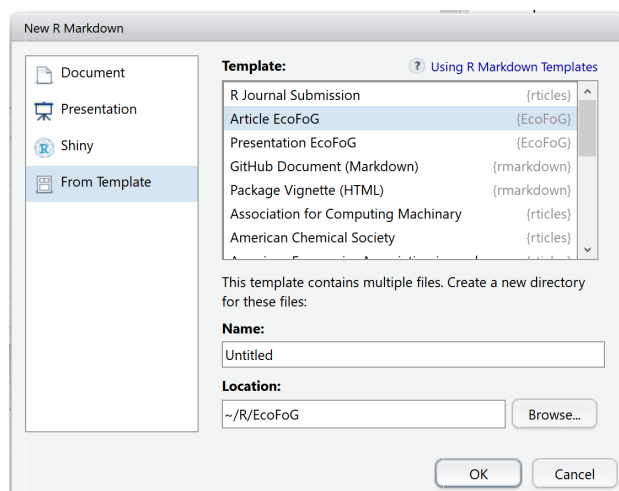 New R Markdown
Document
Presentation
Shiny
From Template
Template:
? Using R Markdown Templates
R Journal Submission {rticles}
Article EcoFoG {EcoFoG}
Presentation EcoFoG {EcoFoG}
GitHub Document (Markdown) {rmarkdown}
Package Vignette (HTML) {rmarkdown}
Association for Computing Machinary {rticles}
American Chemical Society {rticles}
This template contains multiple files. Create a new directory
for these files:
Name:
Untitled
Location:
~/R/EcoFoG
Browse...
OK
Cancel